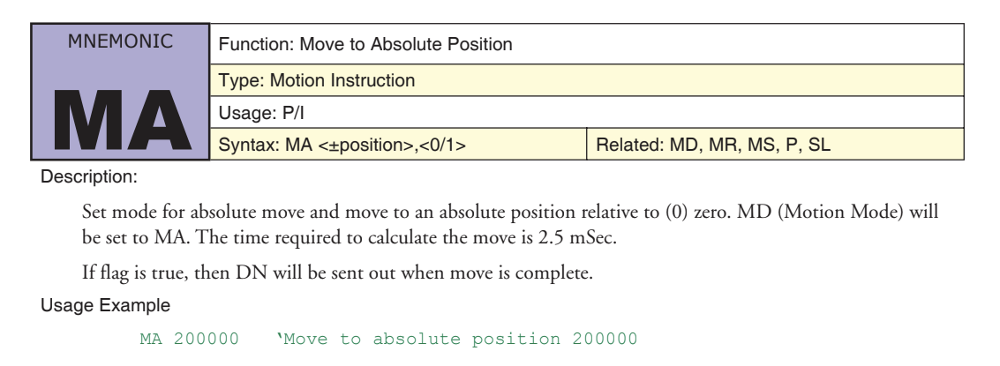 MNEMONIC
MA
Function: Move to Absolute Position
Type: Motion Instruction
Usage: P/I
Syntax: MA <±position>,<0/1>
Related: MD, MR, MS, P, SL
Description:
Set mode for absolute move and move to an absolute position relative to (0) zero. MD (Motion Mode) will
be set to MA. The time required to calculate the move is 2.5 mSec.
If flag is true, then DN will be sent out when move is complete.
Usage Example
MA 200000 ‘Move to absolute position 200000